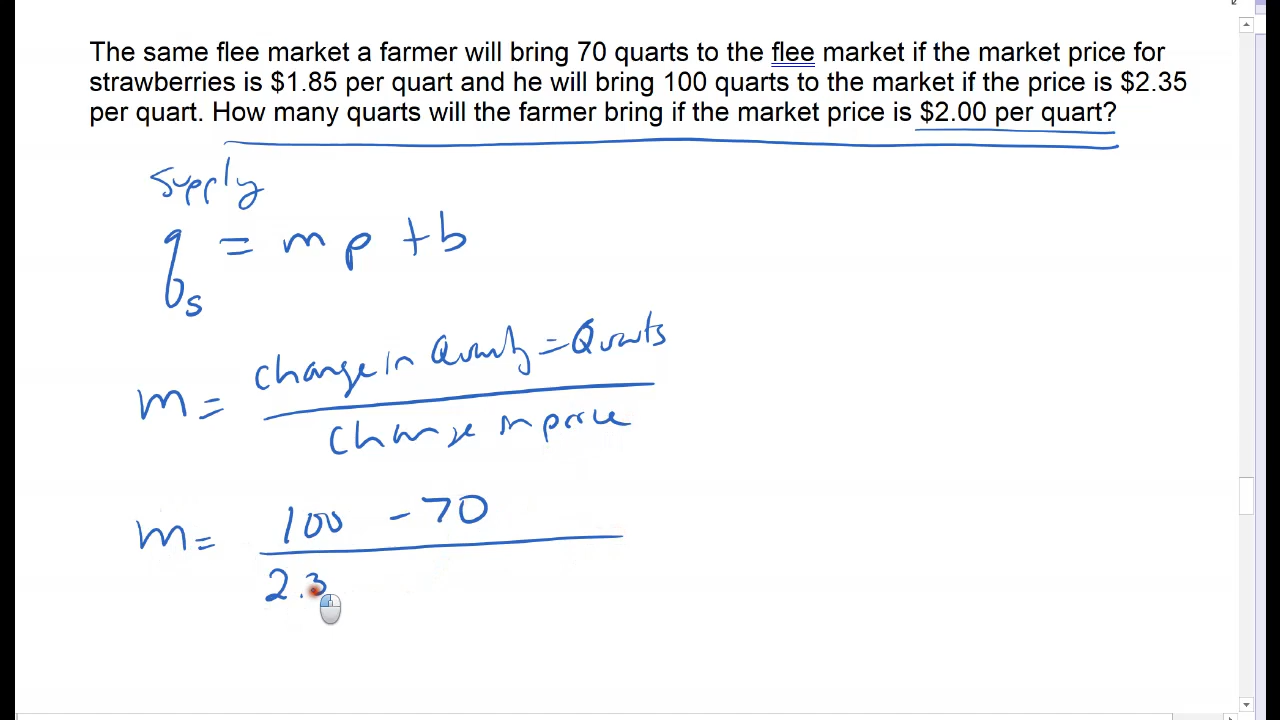 The same flee market a farmer will bring 70 quarts to the flee market if the market price for
strawberries is $1.85 per quart and he will bring 100 quarts to the market if the price is $2.35
per quart. How many quarts will the farmer bring if the market price is $2.00 per quart?
Supply
q_s = mp + b
m = change in Quantity = Quarts
change in price
m = 100 - 70
2.3